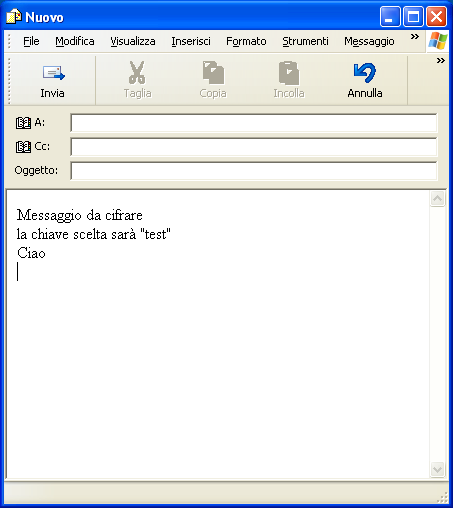 Nuovo
File Modifica Visualizza Inserisci Formato Strumenti Messaggio »
Invia Taglia Copia Incolla Annulla »
A:
Cc:
Oggetto:
Messaggio da cifrare
la chiave scelta sarà "test"
Ciao